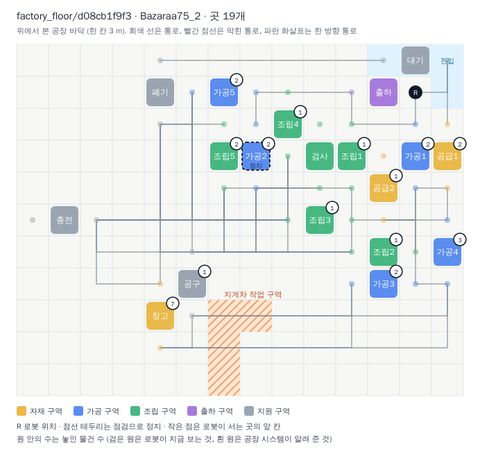 factory_floor/d08cb1f9f3 · Bazaraa75_2 · 곳 19개
위에서 본 공장 바닥 (한 칸 3 m). 회색 선은 통로, 빨간 점선은 막힌 통로, 파란 화살표는 한 방향 통로
대기
진입
폐기
가공5
2
출하
R
조립4
1
조립5
2
가공2
2
정지
검사
조립1
2
가공1
2
공급1
2
공급2
1
충전
조립3
1
조립2
1
가공4
3
공구
1
가공3
2
지게차 작업 구역
창고
7
자재 구역
가공 구역
조립 구역
출하 구역
지원 구역
R 로봇 위치 · 점선 테두리는 점검으로 정지 · 작은 점은 로봇이 서는 곳의 앞 칸
원 안의 수는 놓인 물건 수 (검은 원은 로봇이 지금 보는 것, 흰 원은 공장 시스템이 알려 준 것)